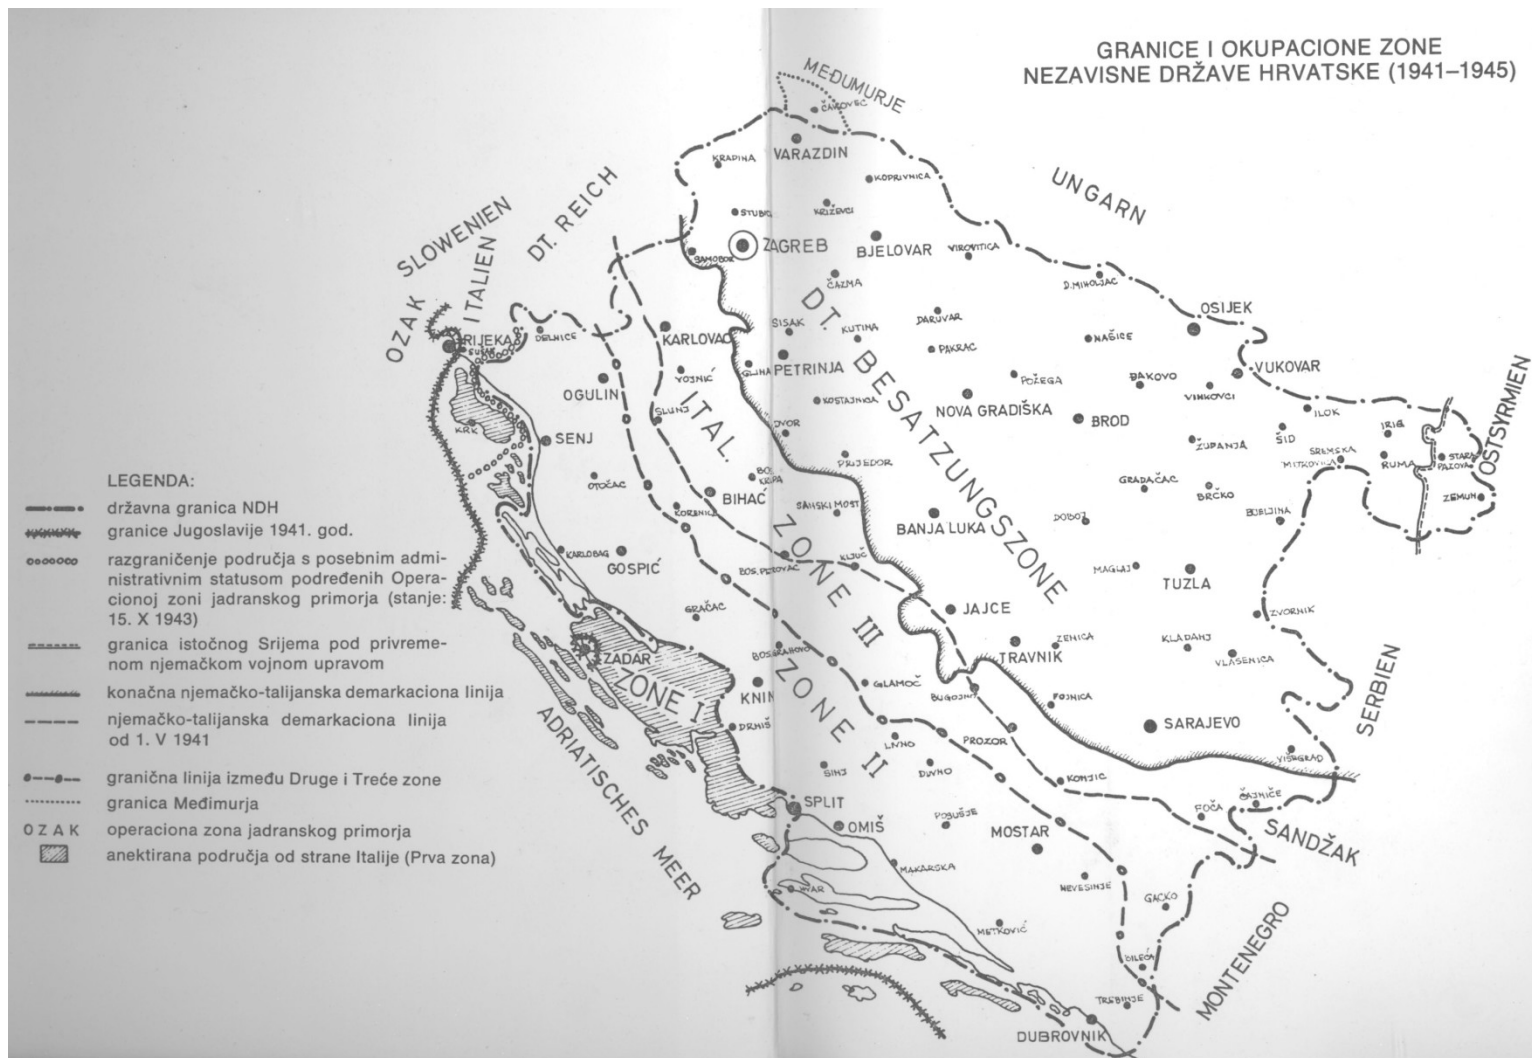 GRANICE I OKUPACIONE ZONE
NEZAVISNE DRŽAVE HRVATSKE (1941–1945)
MEĐUMURJE
ČAKOVEC
VARAZDIN
KRAPINA
KOPRIVNICA
UNGARN
STUBIC
KRIŽEVCI
SLOWENIEN
DT. REICH
ITALIEN
OZAK
ZAGREB
BJELOVAR
VIROVITICA
SAMOBOR
ČAZMA
D. MIHOLJAC
OSIJEK
DT. BESATZUNGSZONE
RIJEKA
SUŠAK
DELNICE
KARLOVAC
SISAK
KUTINA
DARUVAR
NAŠICE
PAKRAC
GLINA
PETRINJA
VUKOVAR
VOJNIĆ
POŽEGA
ĐAKOVO
VINKOVCI
OGULIN
KOSTAJNICA
NOVA GRADIŠKA
BROD
ILOK
OSTSYRMIEN
KRK
SLUNJ
DVOR
ŽUPANJA
ŠID
IRIG
SENJ
PRIJEDOR
SREMSKA
MITROVICA
RUMA
STARA
PAZOVA
ITAL. ZONE III
OTOČAC
BO.
KRUPA
BIHAĆ
GRADAČAC
BRČKO
ZEMUN
KORENICA
SANSKI MOST
BANJA LUKA
DOBOJ
BIJELJINA
KARLOBAG
GOSPIĆ
BOS. PETROVAC
KLJUČ
MAGLAJ
TUZLA
GRAČAC
JAJCE
ZVORNIK
ZADAR
BOS. GRAHOVO
TRAVNIK
ZENICA
KLADANJ
VLASENICA
ZONE I
ZONE II
KNIN
GLAMOČ
BUGOJNO
FOJNICA
SERBIEN
DRNIŠ
LIVNO
PROZOR
SARAJEVO
ADRIATISCHES MEER
SINJ
DUVNO
KONJIC
VIŠEGRAD
SPLIT
OMIŠ
POSUŠJE
MOSTAR
FOČA
ČAJNIČE
SANDŽAK
MAKARSKA
NEVESINJE
HVAR
GACKO
METKOVIĆ
BILEĆA
MONTENEGRO
TREBINJE
DUBROVNIK
LEGENDA:
državna granica NDH
granice Jugoslavije 1941. god.
razgraničenje područja s posebnim admi-
nistrativnim statusom podređenih Opera-
cionoj zoni jadranskog primorja (stanje:
15. X 1943)
granica istočnog Srijema pod privreme-
nom njemačkom vojnom upravom
konačna njemačko-talijanska demarkaciona linija
njemačko-talijanska demarkaciona linija
od 1. V 1941
granična linija između Druge i Treće zone
granica Međimurja
OZAK operaciona zona jadranskog primorja
anektirana područja od strane Italije (Prva zona)